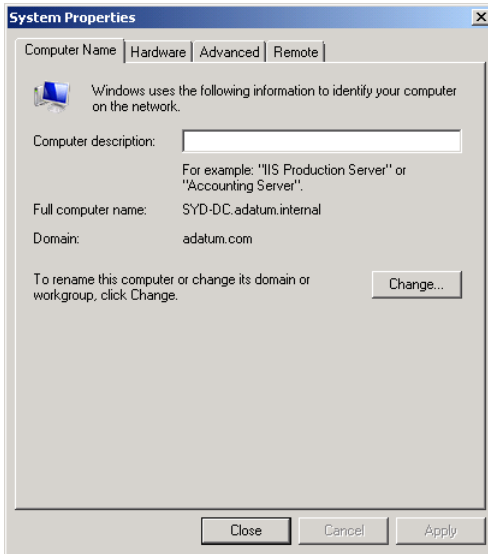 System Properties
Computer Name Hardware Advanced Remote
Windows uses the following information to identify your computer
on the network.
Computer description:
For example: "IIS Production Server" or
"Accounting Server".
Full computer name: SYD-DC.adatum.internal
Domain: adatum.com
To rename this computer or change its domain or
workgroup, click Change.
Change...
Close Cancel Apply